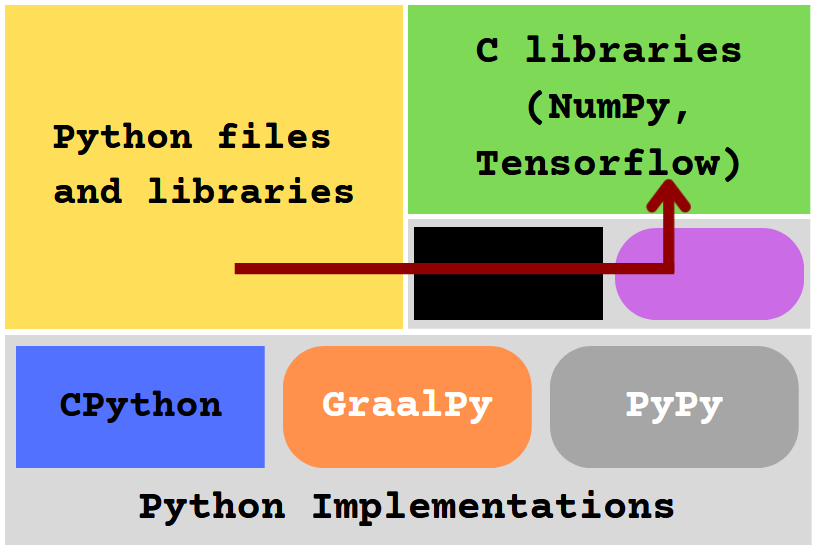 Python files
and libraries
C libraries
(NumPy,
Tensorflow)
CPython
GraalPy
PyPy
Python Implementations